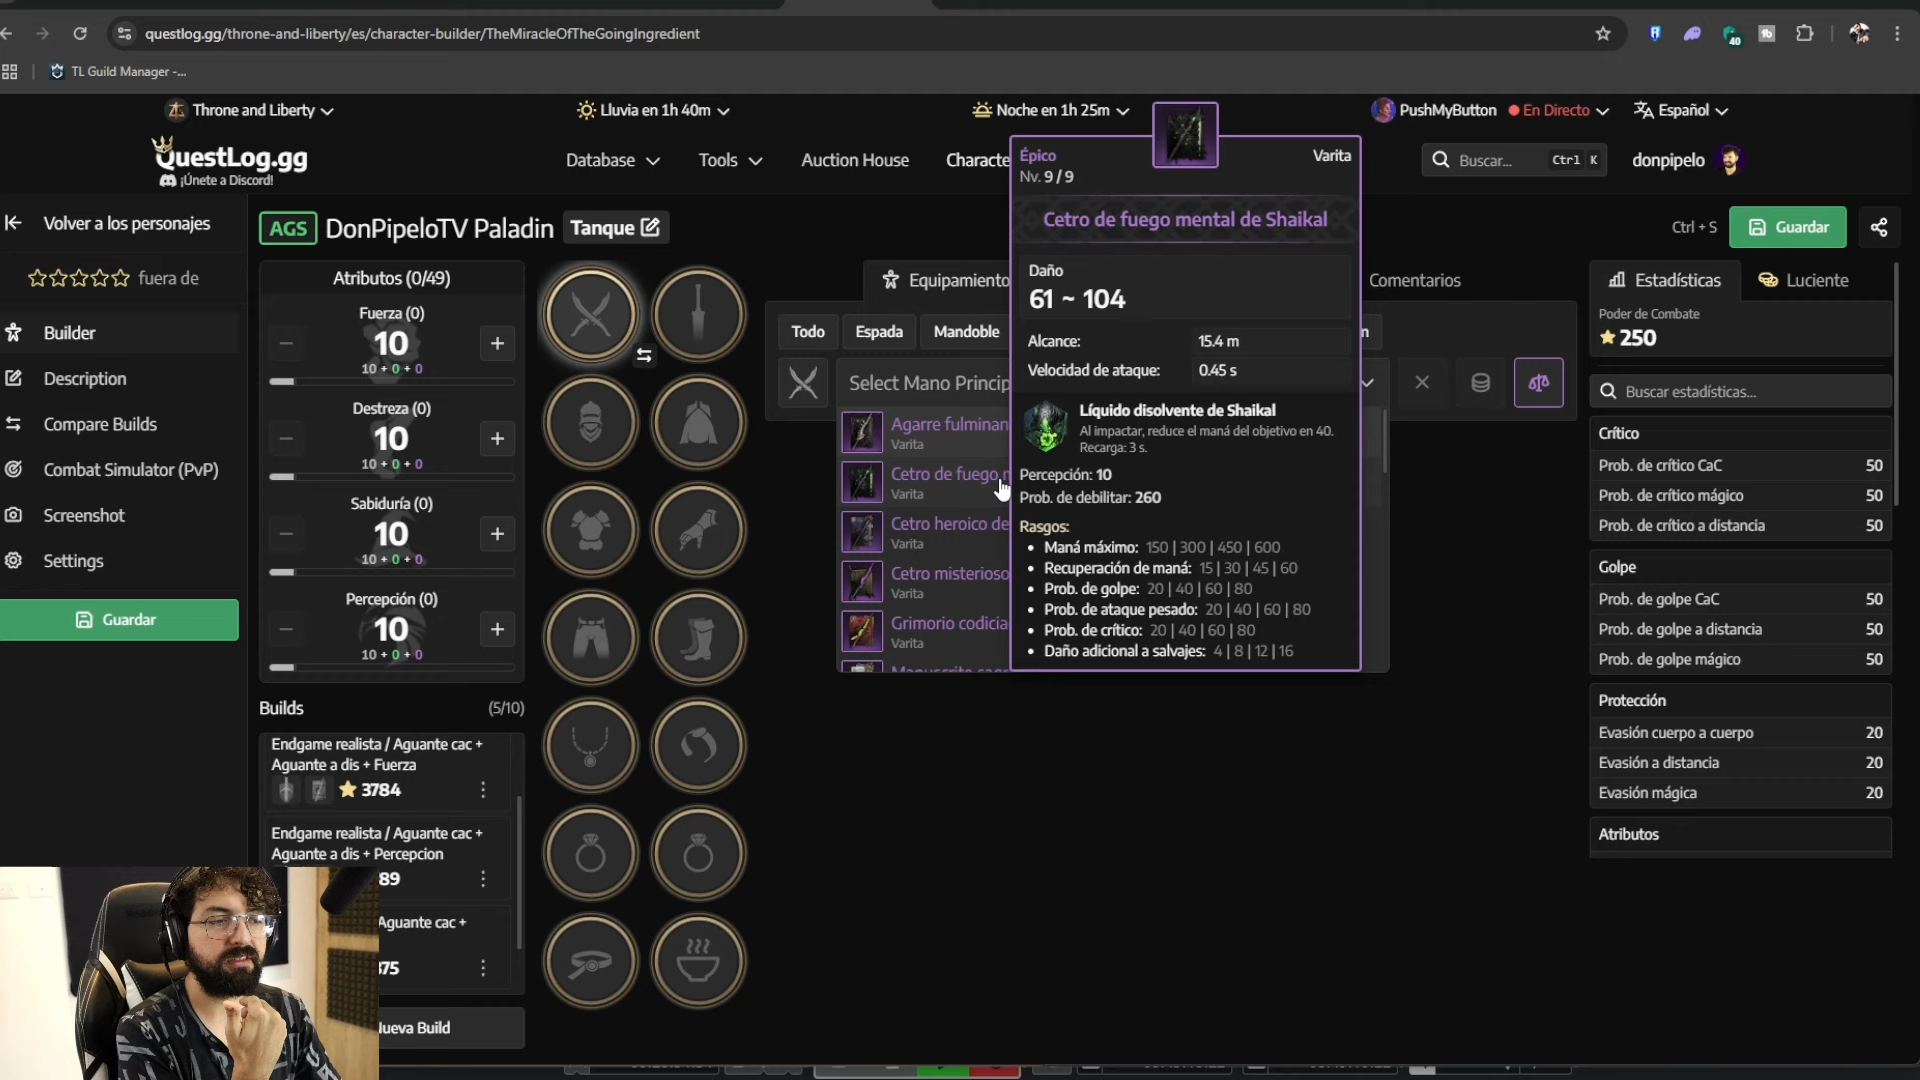 questlog.gg/throne-and-liberty/es/character-builder/TheMiracleOfTheGoingIngredient
40
TL Guild Manager -...
Throne and Liberty
Lluvia en 1h 40m
Noche en 1h 25m
PushMyButton
En Directo
Español
QuestLog.gg
¡Únete a Discord!
Database
Tools
Auction House
Characte
Buscar...
Ctrl K
donpipelo
Volver a los personajes
fuera de
Builder
Description
Compare Builds
Combat Simulator (PvP)
Screenshot
Settings
Guardar
AGS DonPipeloTV Paladin Tanque
Ctrl + S
Guardar
Atributos (0/49)
Fuerza (0)
10
10 + 0 + 0
Destreza (0)
10
10 + 0 + 0
Sabiduría (0)
10
10 + 0 + 0
Percepción (0)
10
10 + 0 + 0
Builds (5/10)
Endgame realista / Aguante cac +
Aguante a dis + Fuerza
3784
Endgame realista / Aguante cac +
Aguante a dis + Percepcion
89
Aguante cac +
375
Nueva Build
Equipamiento
Comentarios
Todo
Espada
Mandoble
n
Select Mano Princip
Agarre fulminan
Varita
Cetro de fuego m
Varita
Cetro heroico de
Varita
Cetro misterioso
Varita
Grimorio codicia
Varita
Épico
Varita
Nv. 9 / 9
Cetro de fuego mental de Shaikal
Daño
61 ~ 104
Alcance: 15.4 m
Velocidad de ataque: 0.45 s
Líquido disolvente de Shaikal
Al impactar, reduce el maná del objetivo en 40.
Recarga: 3 s.
Percepción: 10
Prob. de debilitar: 260
Rasgos:
• Maná máximo: 150 | 300 | 450 | 600
• Recuperación de maná: 15 | 30 | 45 | 60
• Prob. de golpe: 20 | 40 | 60 | 80
• Prob. de ataque pesado: 20 | 40 | 60 | 80
• Prob. de crítico: 20 | 40 | 60 | 80
• Daño adicional a salvajes: 4 | 8 | 12 | 16
Estadísticas
Luciente
Poder de Combate
250
Buscar estadísticas...
Crítico
Prob. de crítico CaC 50
Prob. de crítico mágico 50
Prob. de crítico a distancia 50
Golpe
Prob. de golpe CaC 50
Prob. de golpe a distancia 50
Prob. de golpe mágico 50
Protección
Evasión cuerpo a cuerpo 20
Evasión a distancia 20
Evasión mágica 20
Atributos